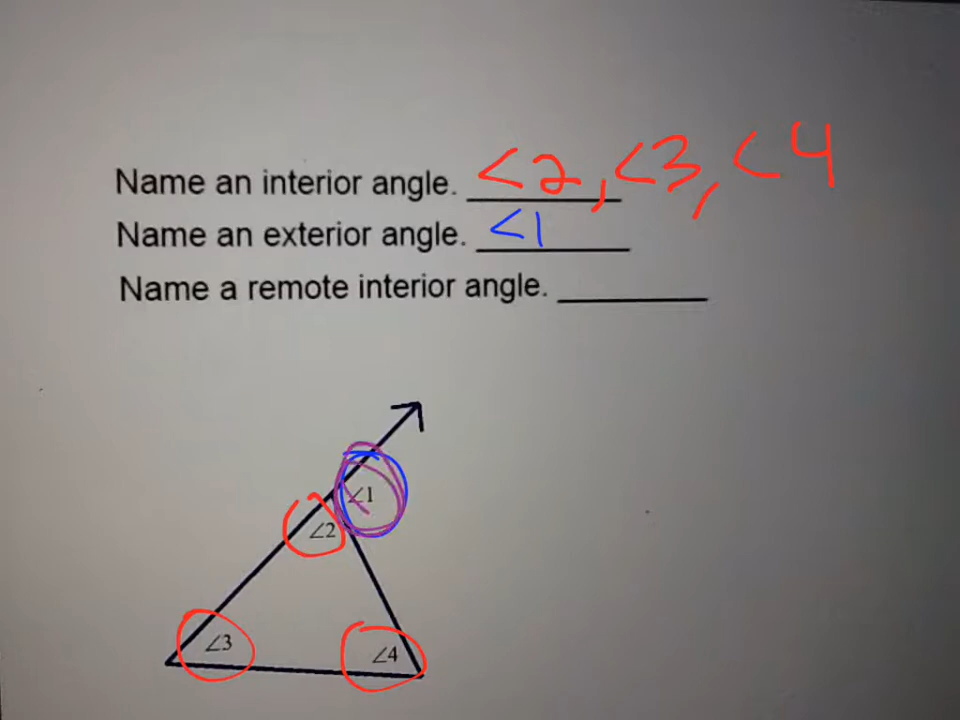 Name an interior angle. <2, <3, <4
Name an exterior angle. <1
Name a remote interior angle. ________
∠1
∠2
∠3
∠4